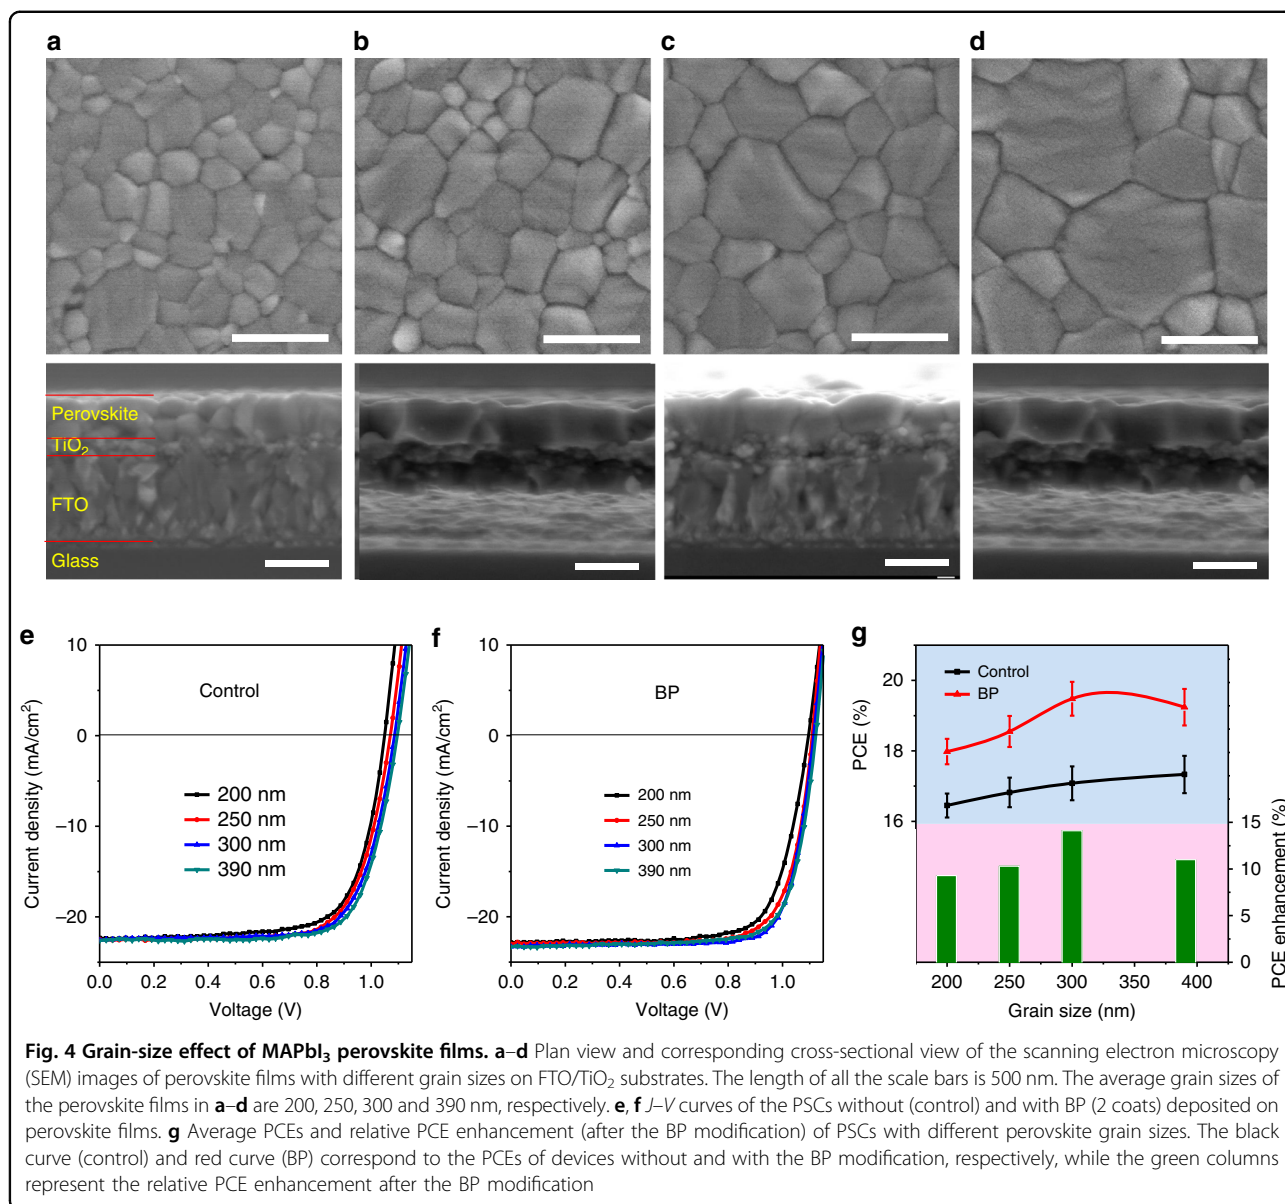 a
b
c
d
Perovskite
TiO2
FTO
Glass
e
10
0
−10
−20
Current density (mA/cm2)
Control
200 nm
250 nm
300 nm
390 nm
0.0 0.2 0.4 0.6 0.8 1.0
Voltage (V)
f
10
0
−10
−20
Current density (mA/cm2)
BP
200 nm
250 nm
300 nm
390 nm
0.0 0.2 0.4 0.6 0.8 1.0
Voltage (V)
g
20
18
16
PCE (%)
Control
BP
15
10
5
0
PCE enhancement (%)
200 250 300 350 400
Grain size (nm)
Fig. 4 Grain-size effect of MAPbI3 perovskite films. a–d Plan view and corresponding cross-sectional view of the scanning electron microscopy
(SEM) images of perovskite films with different grain sizes on FTO/TiO2 substrates. The length of all the scale bars is 500 nm. The average grain sizes of
the perovskite films in a–d are 200, 250, 300 and 390 nm, respectively. e, f J–V curves of the PSCs without (control) and with BP (2 coats) deposited on
perovskite films. g Average PCEs and relative PCE enhancement (after the BP modification) of PSCs with different perovskite grain sizes. The black
curve (control) and red curve (BP) correspond to the PCEs of devices without and with the BP modification, respectively, while the green columns
represent the relative PCE enhancement after the BP modification